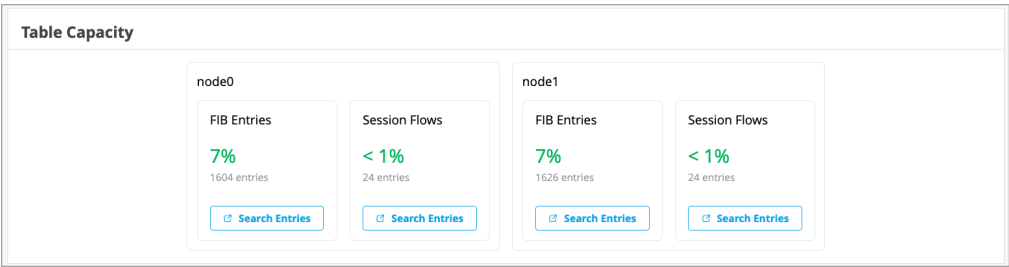 Table Capacity
node0
FIB Entries
7%
1604 entries
Search Entries
Session Flows
< 1%
24 entries
Search Entries
node1
FIB Entries
7%
1626 entries
Search Entries
Session Flows
< 1%
24 entries
Search Entries